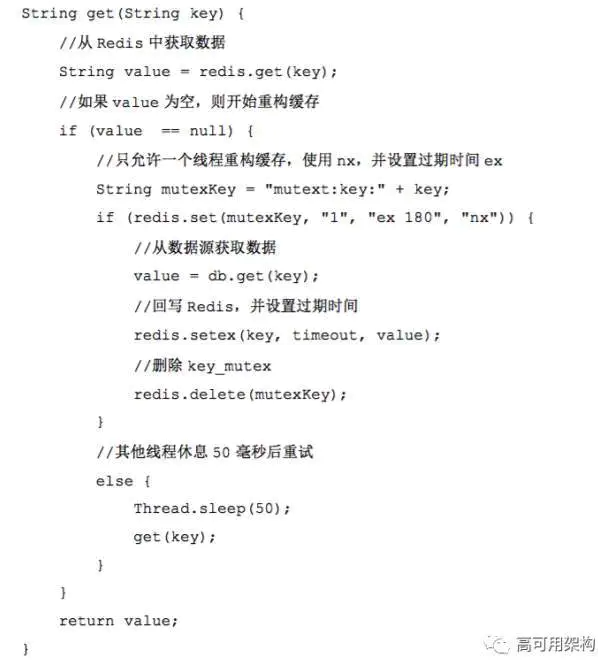 String get(String key) {
//从 Redis 中获取数据
String value = redis.get(key);
//如果 value 为空，则开始重构缓存
if (value  == null) {
//只允许一个线程重构缓存，使用 nx，并设置过期时间 ex
String mutexKey = "mutext:key:" + key;
if (redis.set(mutexKey, "1", "ex 180", "nx")) {
//从数据源获取数据
value = db.get(key);
//回写 Redis，并设置过期时间
redis.setex(key, timeout, value);
//删除 key_mutex
redis.delete(mutexKey);
}
//其他线程休息 50 毫秒后重试
else {
Thread.sleep(50);
get(key);
}
}
return value;
}
高可用架构